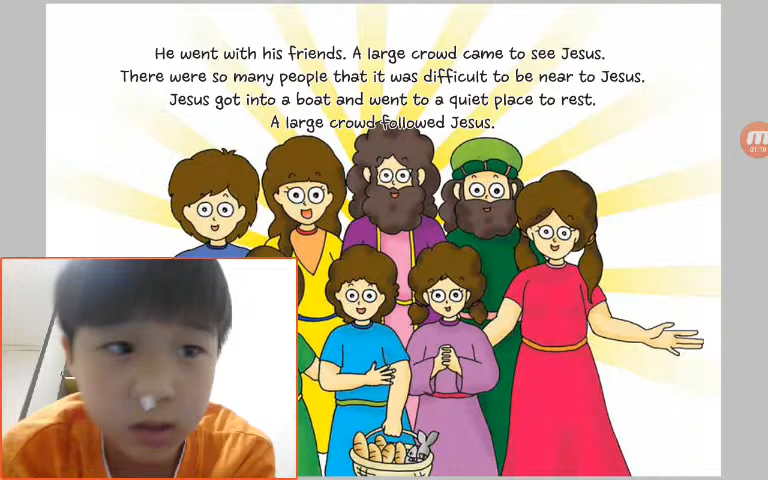 He went with his friends. A large crowd came to see Jesus.
There were so many people that it was difficult to be near to Jesus.
Jesus got into a boat and went to a quiet place to rest.
A large crowd followed Jesus.
01:19